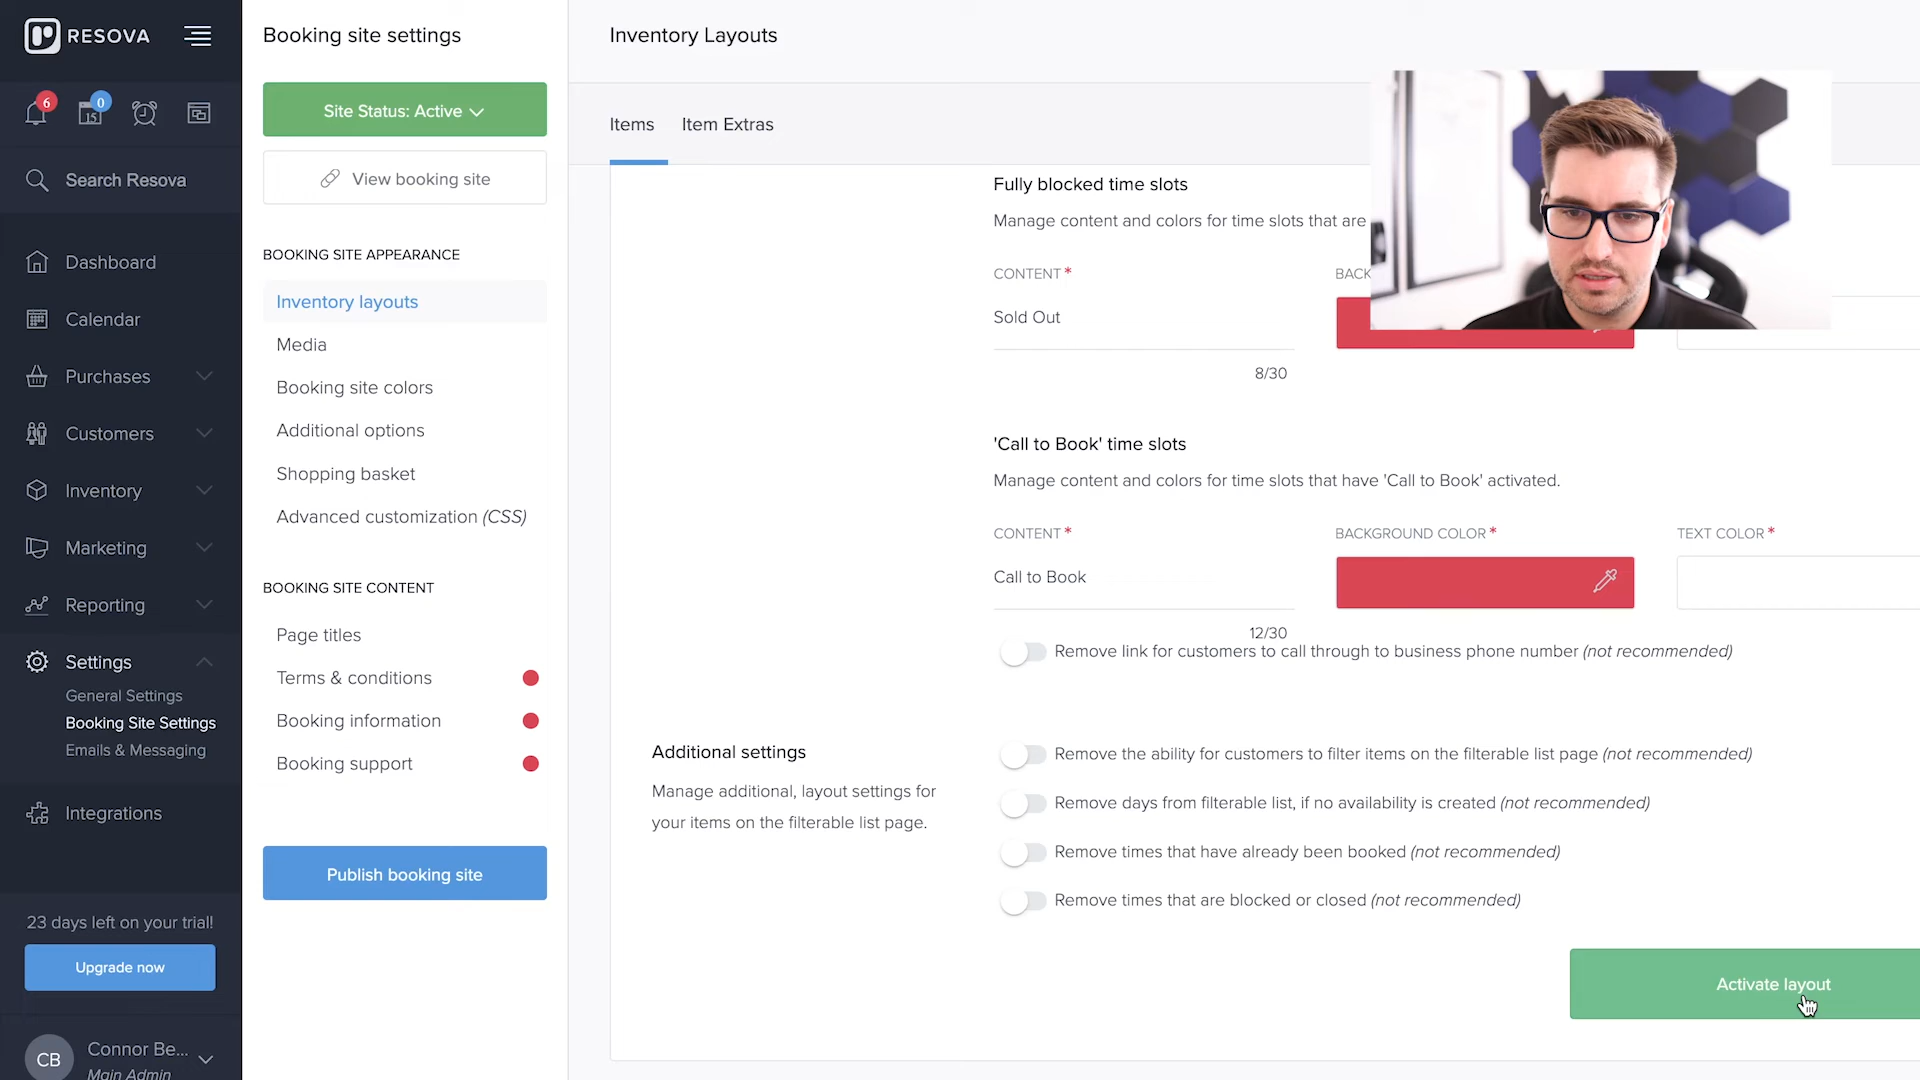 RESOVA
6
0
15
Search Resova
Dashboard
Calendar
Purchases
Customers
Inventory
Marketing
Reporting
Settings
General Settings
Booking Site Settings
Emails & Messaging
Integrations
23 days left on your trial!
Upgrade now
CB
Connor Be...
Main Admin
Booking site settings
Site Status: Active
View booking site
BOOKING SITE APPEARANCE
Inventory layouts
Media
Booking site colors
Additional options
Shopping basket
Advanced customization (CSS)
BOOKING SITE CONTENT
Page titles
Terms & conditions
Booking information
Booking support
Publish booking site
Inventory Layouts
Items Item Extras
Fully blocked time slots
Manage content and colors for time slots that are
CONTENT * BACK
Sold Out
8/30
'Call to Book' time slots
Manage content and colors for time slots that have 'Call to Book' activated.
CONTENT * BACKGROUND COLOR * TEXT COLOR *
Call to Book
12/30
Remove link for customers to call through to business phone number (not recommended)
Additional settings
Manage additional, layout settings for
your items on the filterable list page.
Remove the ability for customers to filter items on the filterable list page (not recommended)
Remove days from filterable list, if no availability is created (not recommended)
Remove times that have already been booked (not recommended)
Remove times that are blocked or closed (not recommended)
Activate layout